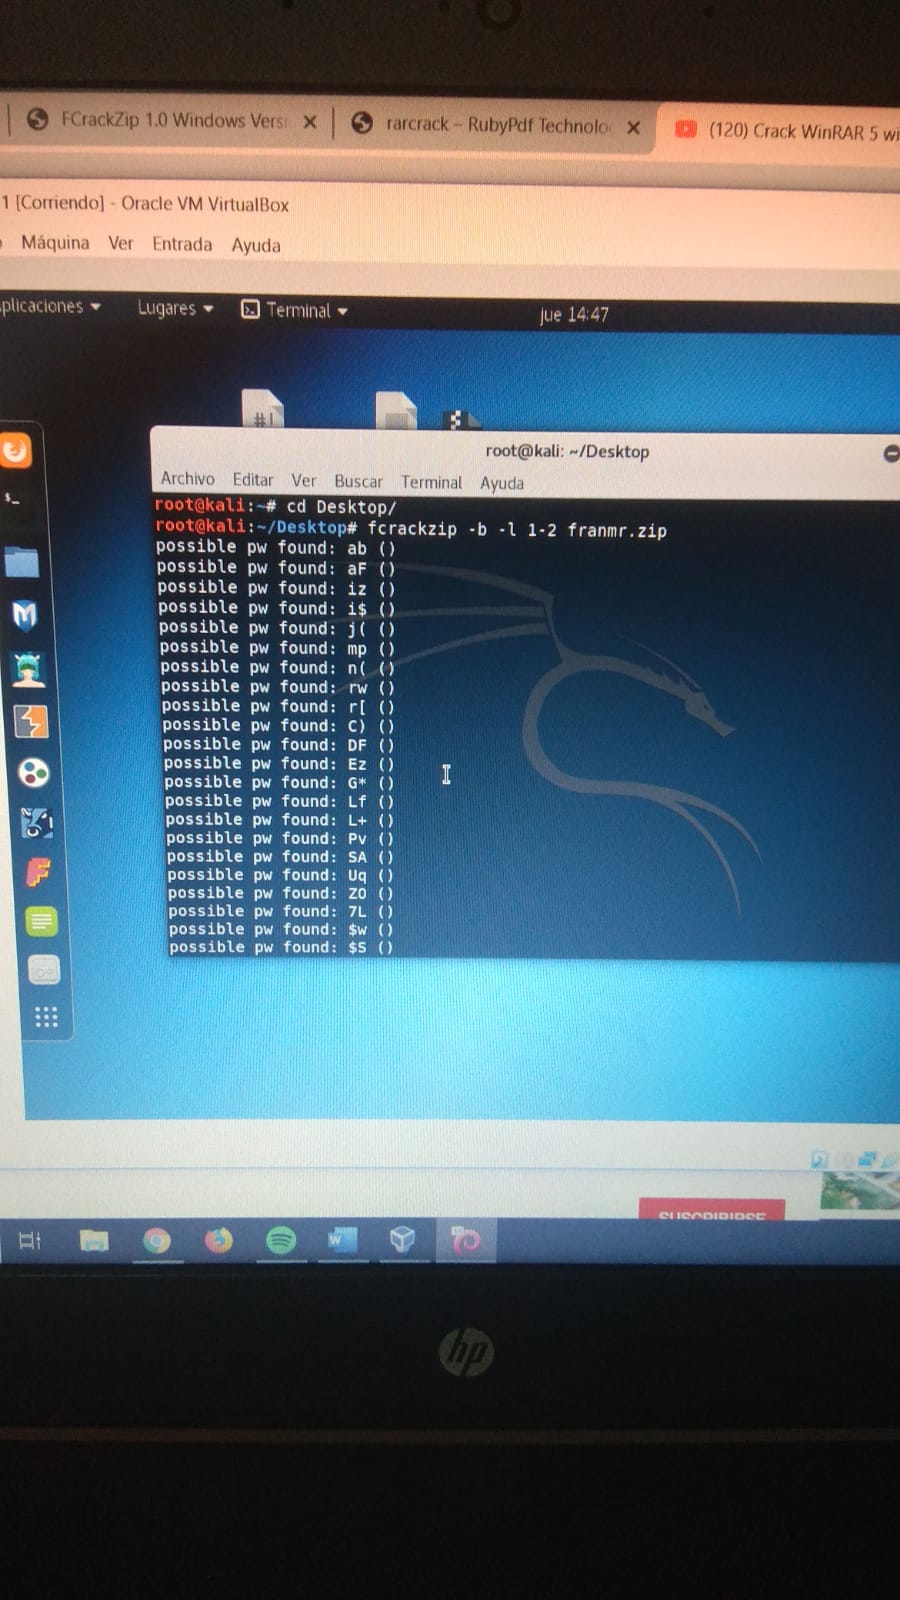 FCrackZip 1.0 Windows Versi
rarcrack – RubyPdf Technolo
(120) Crack WinRAR 5 wi
1 [Corriendo] - Oracle VM VirtualBox
Máquina Ver Entrada Ayuda
plicaciones Lugares Terminal jue 14:47
#!
root@kali: ~/Desktop
Archivo Editar Ver Buscar Terminal Ayuda
root@kali:~# cd Desktop/
root@kali:~/Desktop# fcrackzip -b -l 1-2 franmr.zip
possible pw found: ab ()
possible pw found: aF ()
possible pw found: iz ()
possible pw found: i$ ()
possible pw found: j( ()
possible pw found: mp ()
possible pw found: n( ()
possible pw found: rw ()
possible pw found: r[ ()
possible pw found: C) ()
possible pw found: DF ()
possible pw found: Ez ()
possible pw found: G* ()
possible pw found: Lf ()
possible pw found: L+ ()
possible pw found: Pv ()
possible pw found: SA ()
possible pw found: Uq ()
possible pw found: ZO ()
possible pw found: 7L ()
possible pw found: $w ()
possible pw found: $S ()
$_
SUSCRIBIRSE
hp